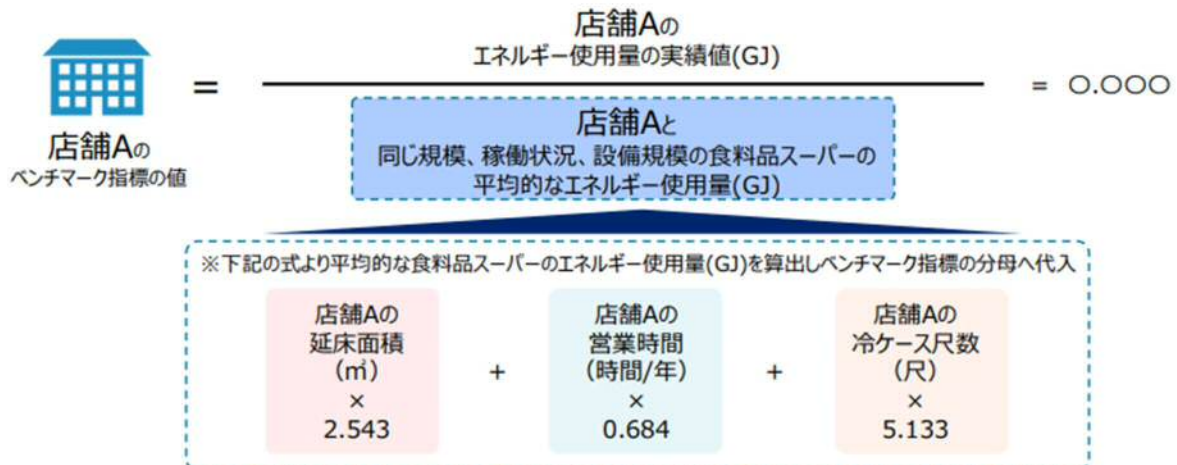 店舗Aの
エネルギー使用量の実績値(GJ)
=
= 〇.〇〇〇
店舗Aの
ベンチマーク指標の値
店舗Aと
同じ規模、稼働状況、設備規模の食料品スーパーの
平均的なエネルギー使用量(GJ)
※下記の式より平均的な食料品スーパーのエネルギー使用量(GJ)を算出しベンチマーク指標の分母へ代入
店舗Aの
延床面積
(㎡)
×
2.543
+
店舗Aの
営業時間
(時間/年)
×
0.684
+
店舗Aの
冷ケース尺数
(尺)
×
5.133